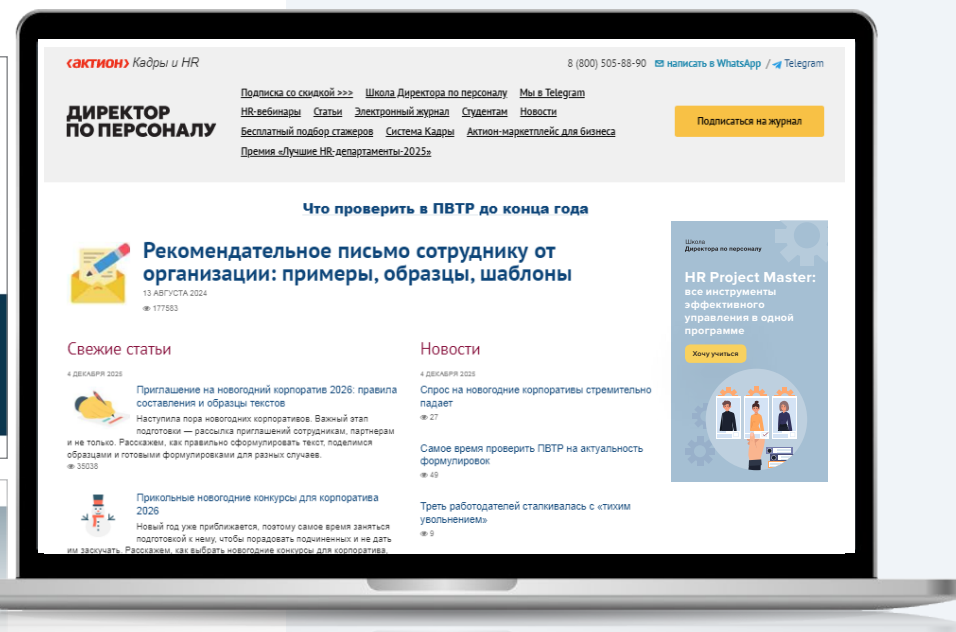 ‹актион› Кадры и HR
8 (800) 505-88-90 написать в WhatsApp / Telegram
ДИРЕКТОР
ПО ПЕРСОНАЛУ
Подписка со скидкой >>> Школа Директора по персоналу Мы в Telegram
HR-вебинары Статьи Электронный журнал Студентам Новости
Бесплатный подбор стажеров Система Кадры Актион-маркетплейс для бизнеса
Премия «Лучшие HR-департаменты-2025»
Подписаться на журнал
Что проверить в ПВТР до конца года
Рекомендательное письмо сотруднику от
организации: примеры, образцы, шаблоны
13 АВГУСТА 2024
177583
Свежие статьи
4 ДЕКАБРЯ 2025
Приглашение на новогодний корпоратив 2026: правила
составления и образцы текстов
Наступила пора новогодних корпоративов. Важный этап
подготовки — рассылка приглашений сотрудникам, партнерам
и не только. Расскажем, как правильно сформулировать текст, поделимся
образцами и готовыми формулировками для разных случаев.
35038
Прикольные новогодние конкурсы для корпоратива
2026
Новый год уже приближается, поэтому самое время заняться
подготовкой к нему, чтобы порадовать подчиненных и не дать
им заскучать. Расскажем, как выбрать новогодние конкурсы для корпоратива,
Новости
4 ДЕКАБРЯ 2025
Спрос на новогодние корпоративы стремительно
падает
27
Самое время проверить ПВТР на актуальность
формулировок
49
Треть работодателей сталкивалась с «тихим
увольнением»
9
Школа
Директора по персоналу
HR Project Master:
все инструменты
эффективного
управления в одной
программе
Хочу учиться